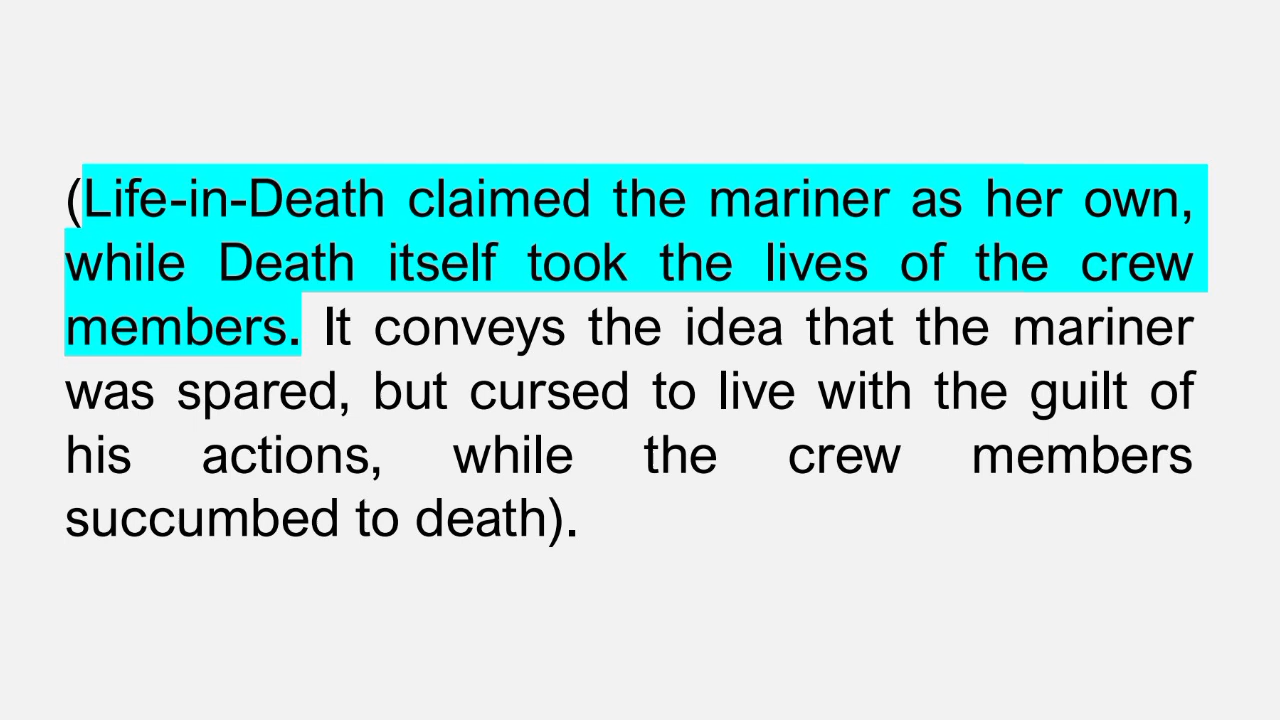 (Life-in-Death claimed the mariner as her own,
while Death itself took the lives of the crew
members. It conveys the idea that the mariner
was spared, but cursed to live with the guilt of
his actions, while the crew members
succumbed to death).